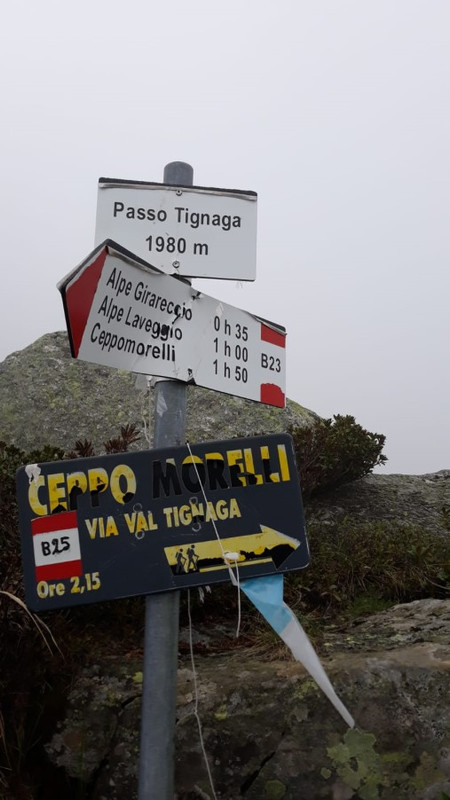 Passo Tignaga
1980 m
Alpe Girareccio 0 h 35
Alpe Laveggio 1 h 00
Ceppomorelli 1 h 50
B23
CEPPO MORELLI
VIA VAL TIGNAGA
B25
Ore 2,15